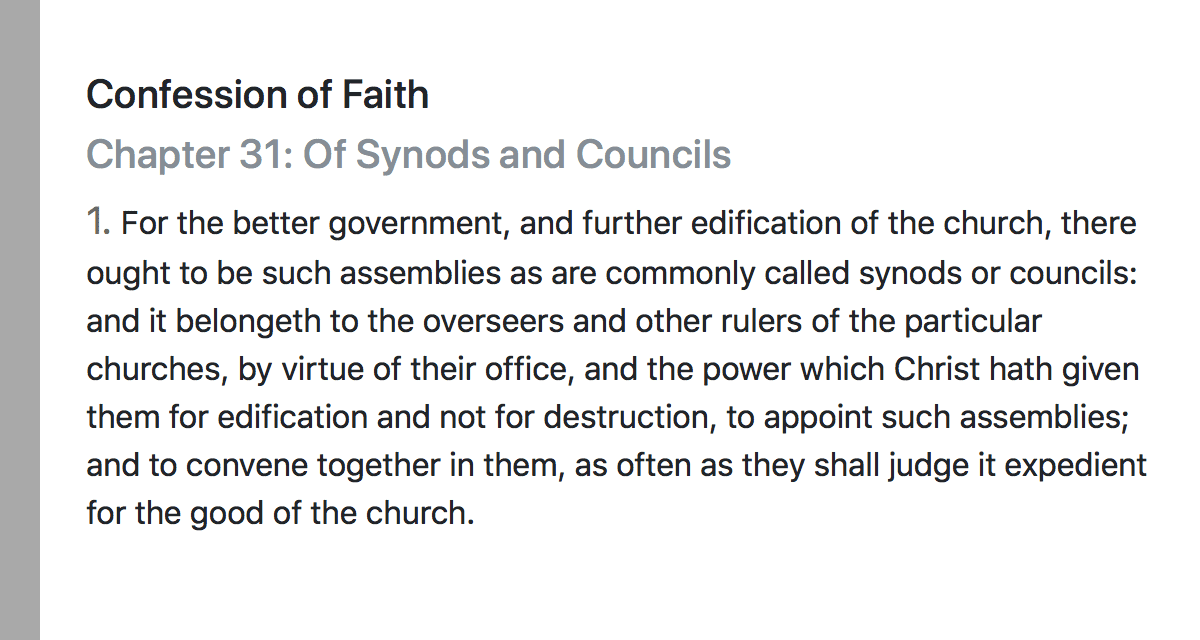 Confession of Faith
Chapter 31: Of Synods and Councils
1. For the better government, and further edification of the church, there
ought to be such assemblies as are commonly called synods or councils:
and it belongeth to the overseers and other rulers of the particular
churches, by virtue of their office, and the power which Christ hath given
them for edification and not for destruction, to appoint such assemblies;
and to convene together in them, as often as they shall judge it expedient
for the good of the church.